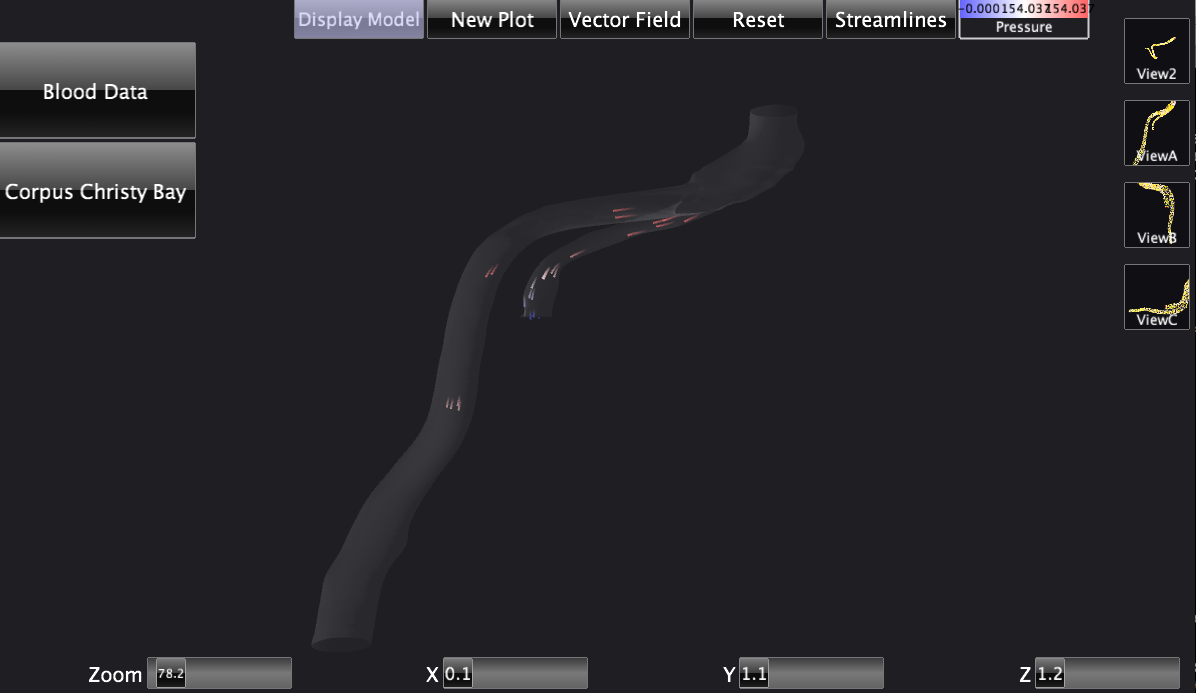 Display Model
New Plot
Vector Field
Reset
Streamlines
Pressure
View2
Blood Data
ViewA
Corpus Christy Bay
ViewB
ViewC
Zoom 78.2
X 0.1
Y 1.1
Z 1.2